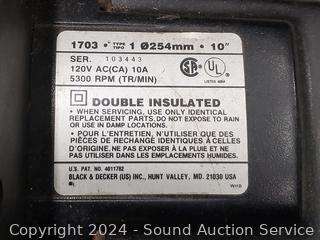 1703 - * TYPE TIPO 1 Ø254mm • 10"
SER. 103443
120V AC(CA) 10A
5300 RPM (TR/MIN)
SA UL
LISTED
DOUBLE INSULATED
• WHEN SERVICING, USE ONLY IDENTICAL
REPLACEMENT PARTS. DO NOT EXPOSE TO RAIN
OR USE IN DAMP LOCATIONS.
• POUR L'ENTRETIEN, N'UTILISER QUE DES
PIÈCES DE RECHANGE IDENTIQUES À CELLES
D'ORIGINE. NE PAS EXPOSER À LA PLUIE ET NE
PAS UTILISER DANS LES EMPLACEMENTS HUMIDES.
U.S. PAT. NO. 4011782
BLACK & DECKER (US) INC., HUNT VALLEY, MD. 21030 USA
Copyright 2024 - Sound Auction Service